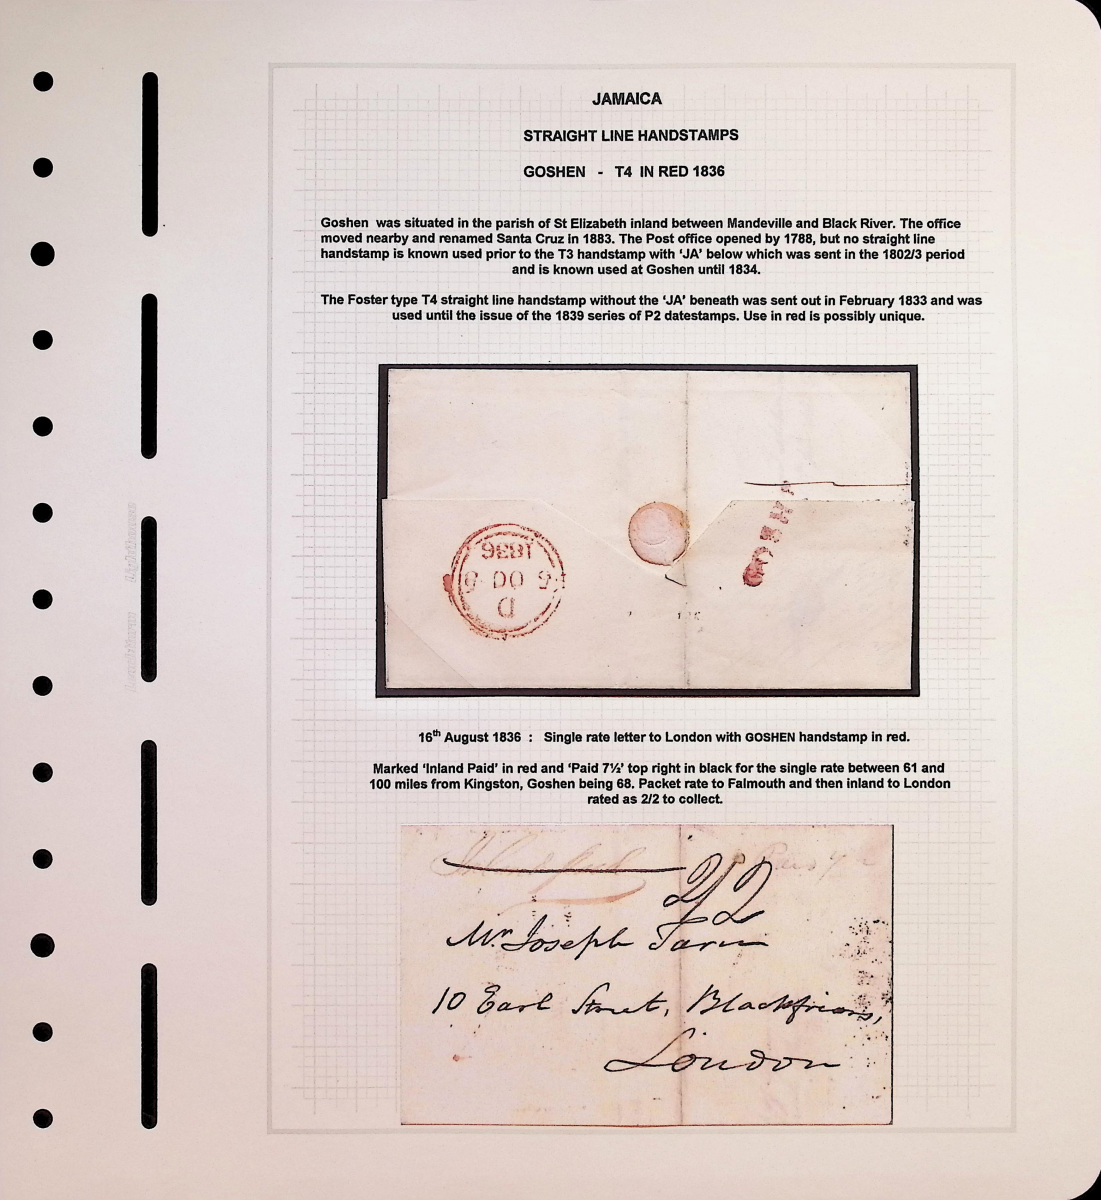 JAMAICA
STRAIGHT LINE HANDSTAMPS
GOSHEN - T4 IN RED 1836
Goshen was situated in the parish of St Elizabeth inland between Mandeville and Black River. The office
moved nearby and renamed Santa Cruz in 1883. The Post office opened by 1788, but no straight line
handstamp is known used prior to the T3 handstamp with ‘JA’ below which was sent in the 1802/3 period
and is known used at Goshen until 1834.
The Foster type T4 straight line handstamp without the ‘JA’ beneath was sent out in February 1833 and was
used until the issue of the 1839 series of P2 datestamps. Use in red is possibly unique.
GOSHE
D
1836
16th August 1836 : Single rate letter to London with GOSHEN handstamp in red.
Marked ‘Inland Paid’ in red and ‘Paid 7½’ top right in black for the single rate between 61 and
100 miles from Kingston, Goshen being 68. Packet rate to Falmouth and then inland to London
rated as 2/2 to collect.
2/2
Mr. Joseph
10 Earl Street, Blackfriars,
London